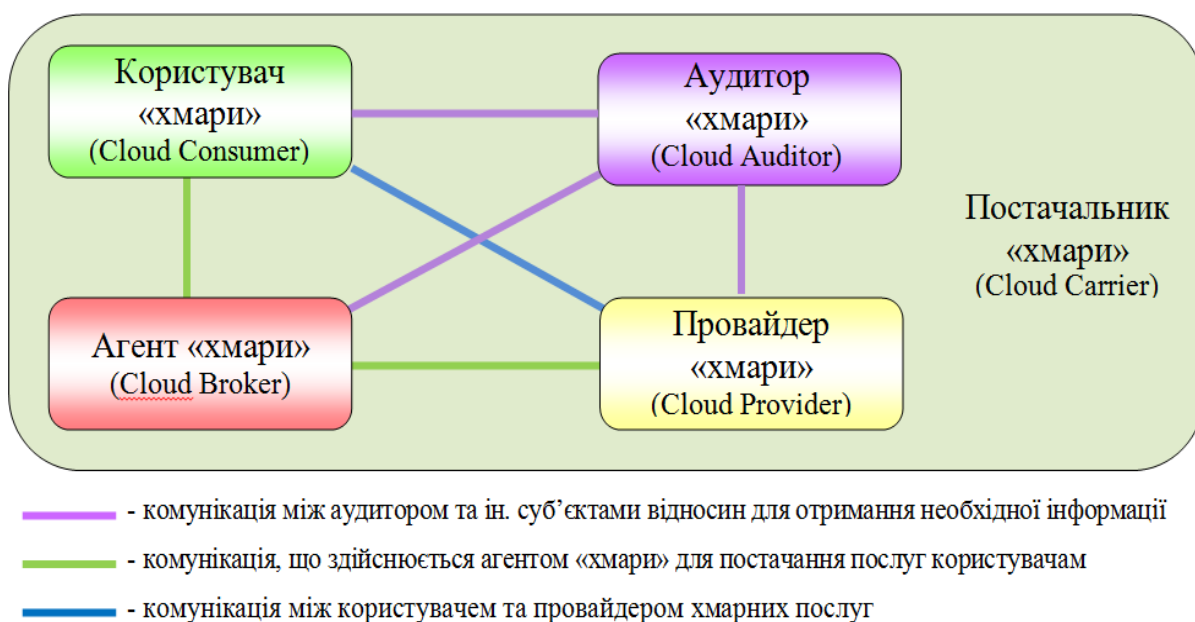 Користувач
«хмари»
(Cloud Consumer)
Аудитор
«хмари»
(Cloud Auditor)
Постачальник
«хмари»
(Cloud Carrier)
Агент «хмари»
(Cloud Broker)
Провайдер
«хмари»
(Cloud Provider)
- комунікація між аудитором та ін. суб’єктами відносин для отримання необхідної інформації
- комунікація, що здійснюється агентом «хмари» для постачання послуг користувачам
- комунікація між користувачем та провайдером хмарних послуг